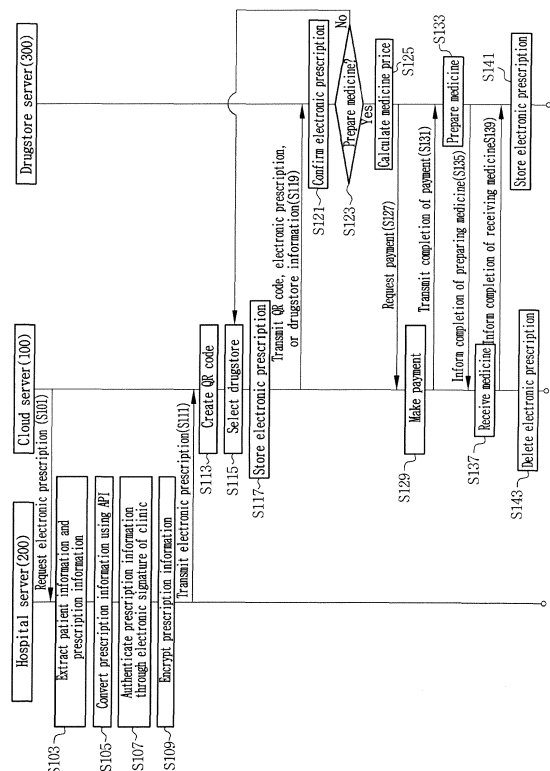 Hospital server(200)
Cloud server(100)
Drugstore server(300)
Request electronic prescription (S101)
Extract patient information and
prescription information
S103
Convert prescription information using API
S105
Authenticate prescription information
through electronic signature of clinic
S107
Encrypt prescription information
S109
Transmit electronic prescription(S111)
Create QR code
S113
Select drugstore
S115
Store electronic prescription
S117
Transmit QR code, electronic prescription,
or drugstore information(S119)
Confirm electronic prescription
S121
Prepare medicine?
S123
No
Yes
Calculate medicine price
S125
Request payment(S127)
Make payment
S129
Transmit completion of payment(S131)
Prepare medicine
S133
Inform completion of preparing medicine(S135)
Receive medicine
S137
Inform completion of receiving medicineS139)
Store electronic prescription
S141
Delete electronic prescription
S143